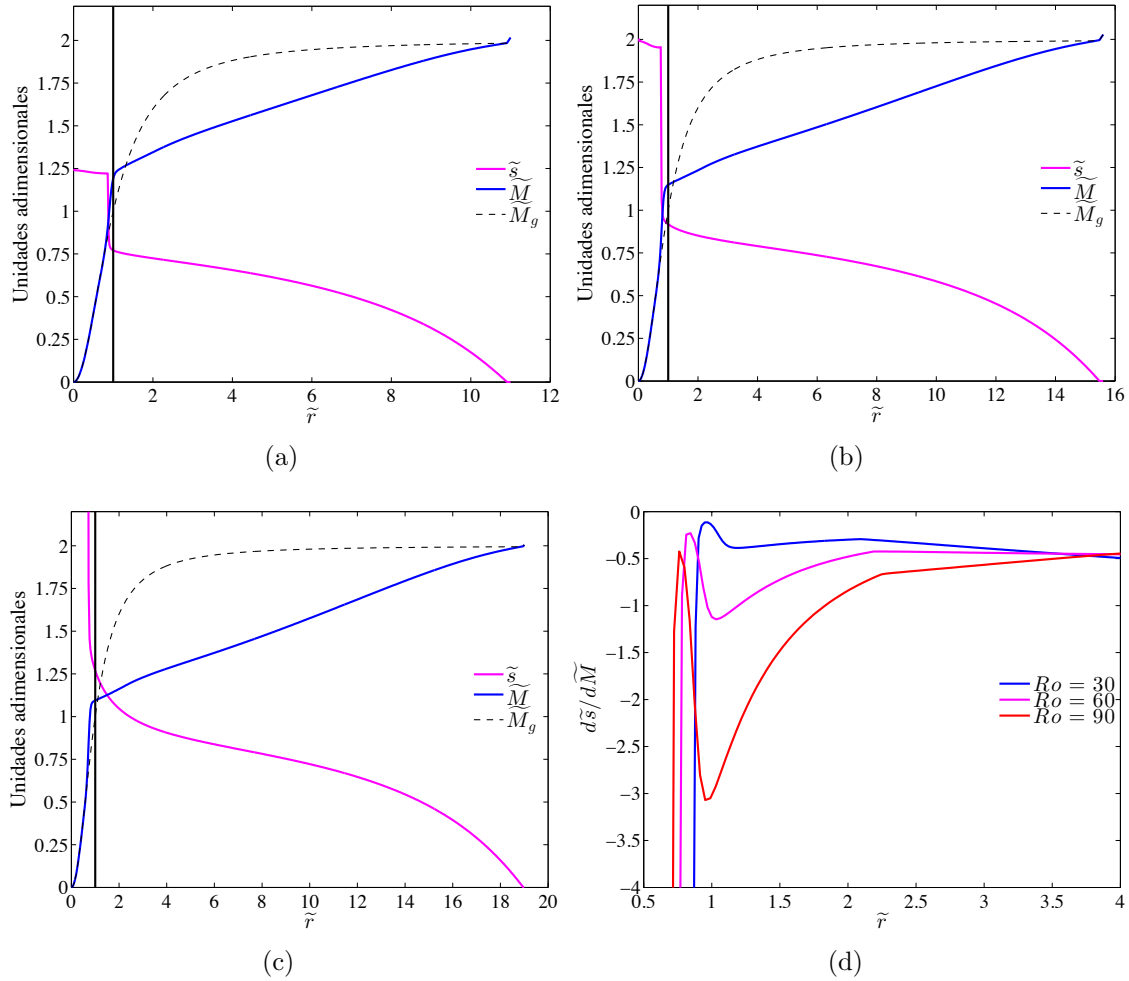 2
1.75
1.5
1.25
1
0.75
0.5
0.25
0
Unidades adimensionales
0 2 4 6 8 10 12
r̃
s̃
M̃
M̃_g
(a)
2
1.75
1.5
1.25
1
0.75
0.5
0.25
0
Unidades adimensionales
0 2 4 6 8 10 12 14 16
r̃
s̃
M̃
M̃_g
(b)
2
1.75
1.5
1.25
1
0.75
0.5
0.25
0
Unidades adimensionales
0 2 4 6 8 10 12 14 16 18 20
r̃
s̃
M̃
M̃_g
(c)
0
−0.5
−1
−1.5
−2
−2.5
−3
−3.5
−4
ds̃/dM̃
0.5 1 1.5 2 2.5 3 3.5 4
r̃
Ro = 30
Ro = 60
Ro = 90
(d)